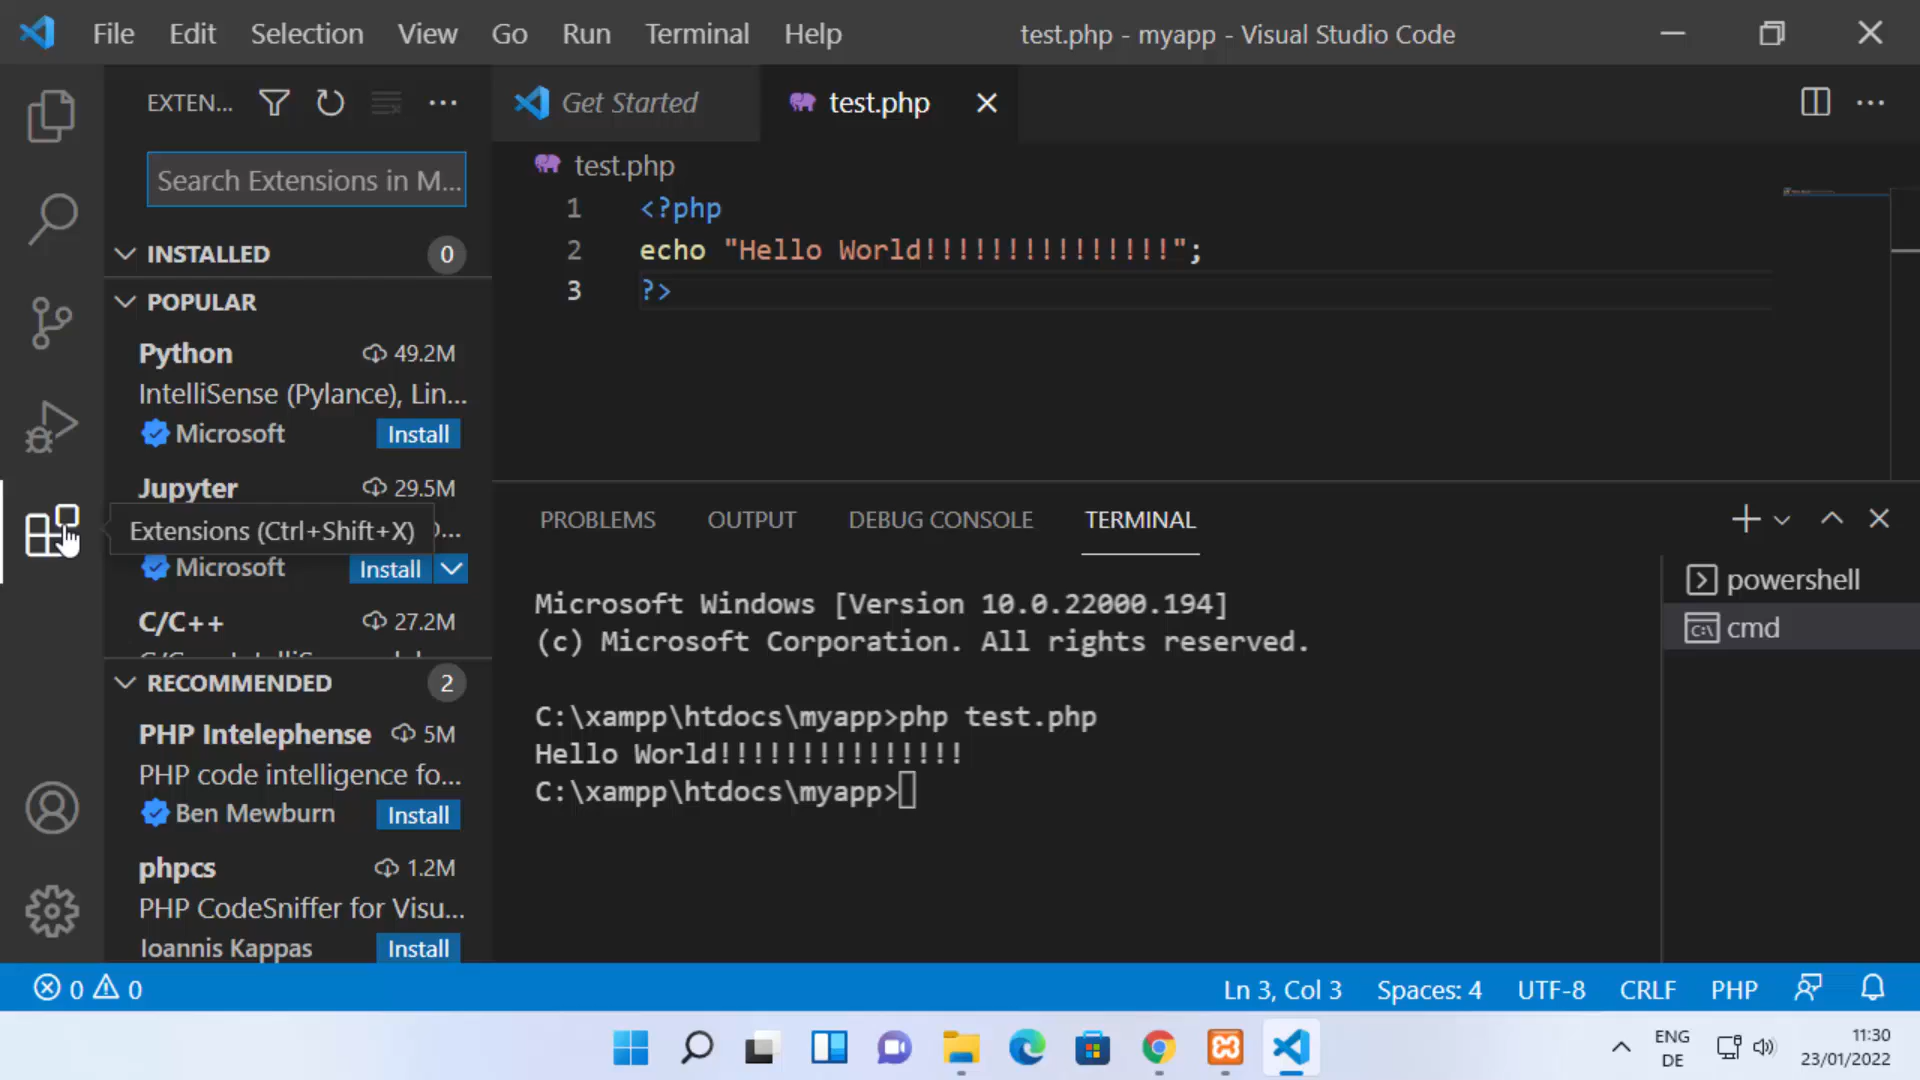 File Edit Selection View Go Run Terminal Help
test.php - myapp - Visual Studio Code
EXTEN...
Search Extensions in M...
INSTALLED 0
POPULAR
Python 49.2M
IntelliSense (Pylance), Lin...
Microsoft Install
Jupyter 29.5M
Extensions (Ctrl+Shift+X)
Microsoft Install
C/C++ 27.2M
RECOMMENDED 2
PHP Intelephense 5M
PHP code intelligence fo...
Ben Mewburn Install
phpcs 1.2M
PHP CodeSniffer for Visu...
Ioannis Kappas Install
Get Started
test.php
test.php
1 <?php
2 echo "Hello World!!!!!!!!!!!!!!!";
3 ?>
PROBLEMS OUTPUT DEBUG CONSOLE TERMINAL
Microsoft Windows [Version 10.0.22000.194]
(c) Microsoft Corporation. All rights reserved.
C:\xampp\htdocs\myapp>php test.php
Hello World!!!!!!!!!!!!!!!
C:\xampp\htdocs\myapp>
powershell
cmd
0 0
Ln 3, Col 3 Spaces: 4 UTF-8 CRLF PHP
ENG
DE
11:30
23/01/2022